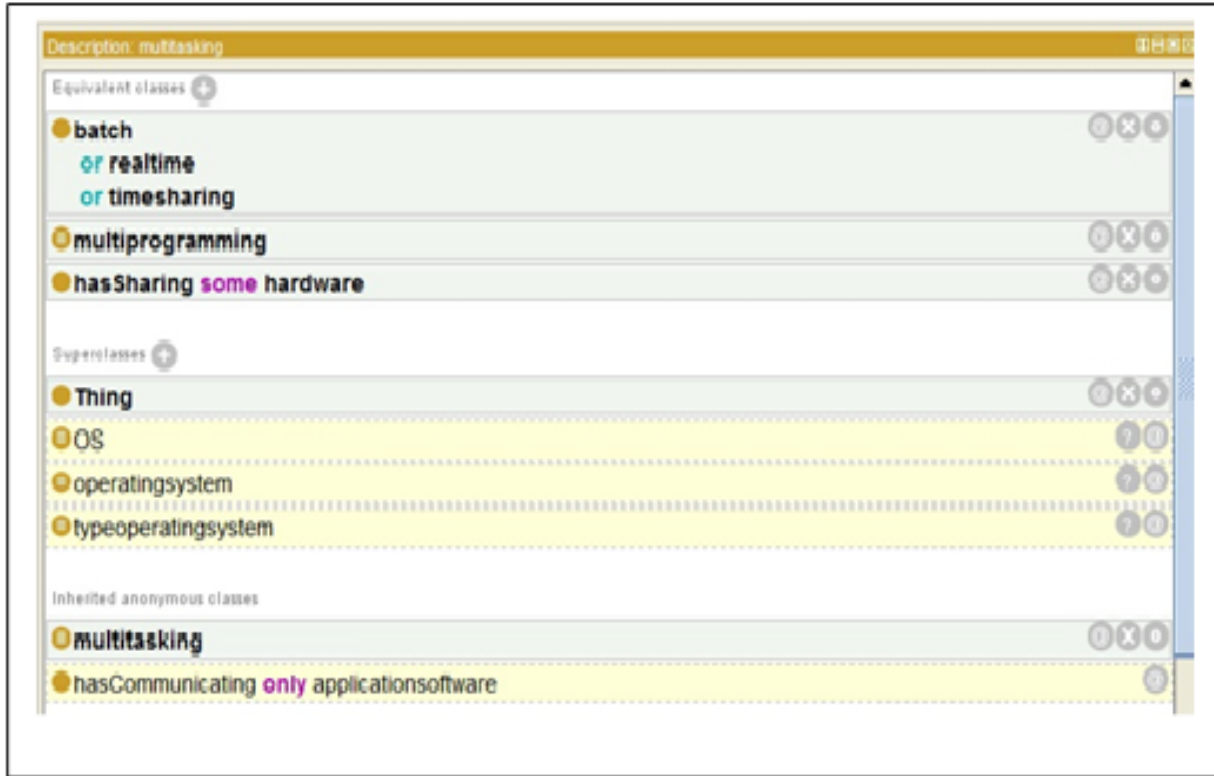 Description: multitasking
Equivalent classes
batch
or realtime
or timesharing
multiprogramming
hasSharing some hardware
Superclasses
Thing
OS
operatingsystem
typeoperatingsystem
Inherited anonymous classes
multitasking
hasCommunicating only applicationsoftware